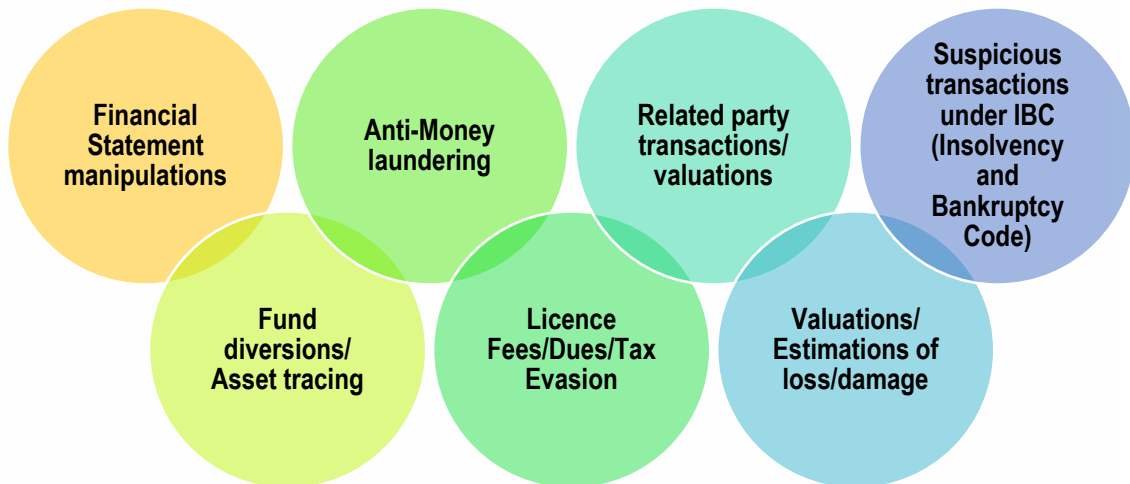 Financial
Statement
manipulations
Anti-Money
laundering
Related party
transactions/
valuations
Suspicious
transactions
under IBC
(Insolvency
and
Bankruptcy
Code)
Fund
diversions/
Asset tracing
Licence
Fees/Dues/Tax
Evasion
Valuations/
Estimations of
loss/damage